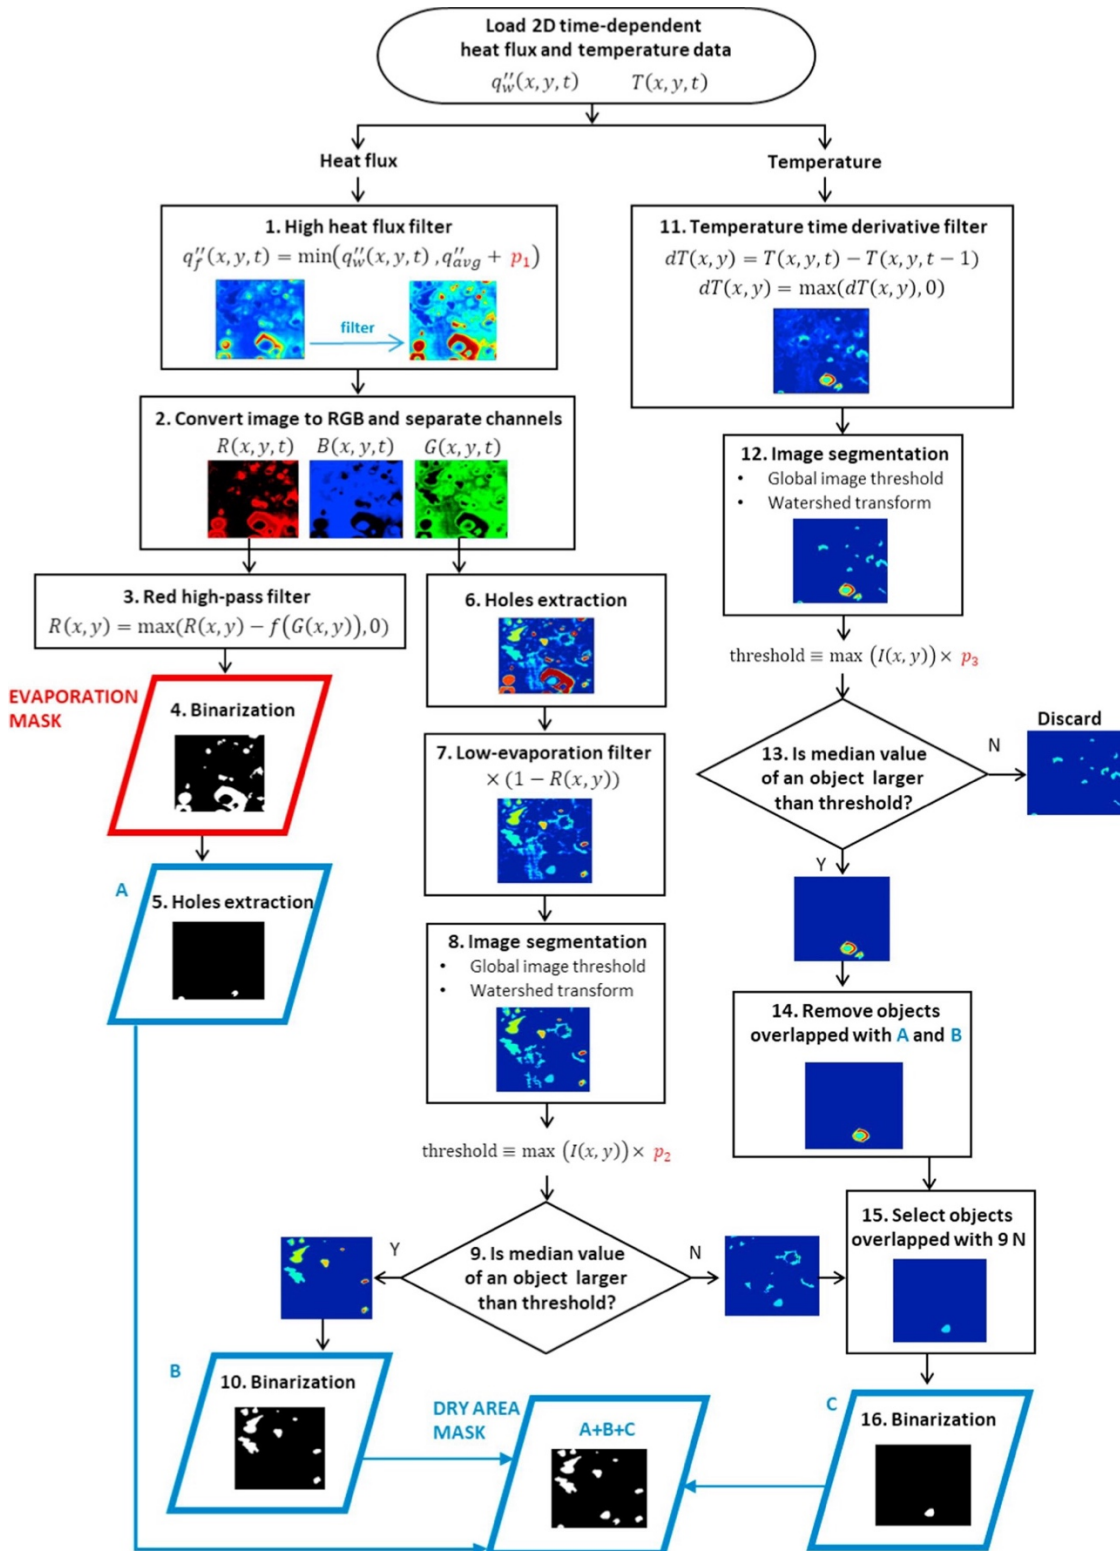 Load 2D time-dependent
heat flux and temperature data
q″_w(x, y, t)   T(x, y, t)
Heat flux
Temperature
1. High heat flux filter
q″_f(x, y, t) = min(q″_w(x, y, t) , q″_avg + p₁)
filter
2. Convert image to RGB and separate channels
R(x, y, t)   B(x, y, t)   G(x, y, t)
3. Red high-pass filter
R(x, y) = max(R(x, y) − f(G(x, y)), 0)
EVAPORATION
MASK
4. Binarization
A
5. Holes extraction
6. Holes extraction
7. Low-evaporation filter
× (1 − R(x, y))
8. Image segmentation
• Global image threshold
• Watershed transform
threshold ≡ max (I(x, y)) × p₂
9. Is median value
of an object larger
than threshold?
Y
N
B
10. Binarization
11. Temperature time derivative filter
dT(x, y) = T(x, y, t) − T(x, y, t − 1)
dT(x, y) = max(dT(x, y), 0)
12. Image segmentation
• Global image threshold
• Watershed transform
threshold ≡ max (I(x, y)) × p₃
13. Is median value
of an object larger
than threshold?
N
Discard
Y
14. Remove objects
overlapped with A and B
15. Select objects
overlapped with 9 N
C
16. Binarization
DRY AREA
MASK
A+B+C